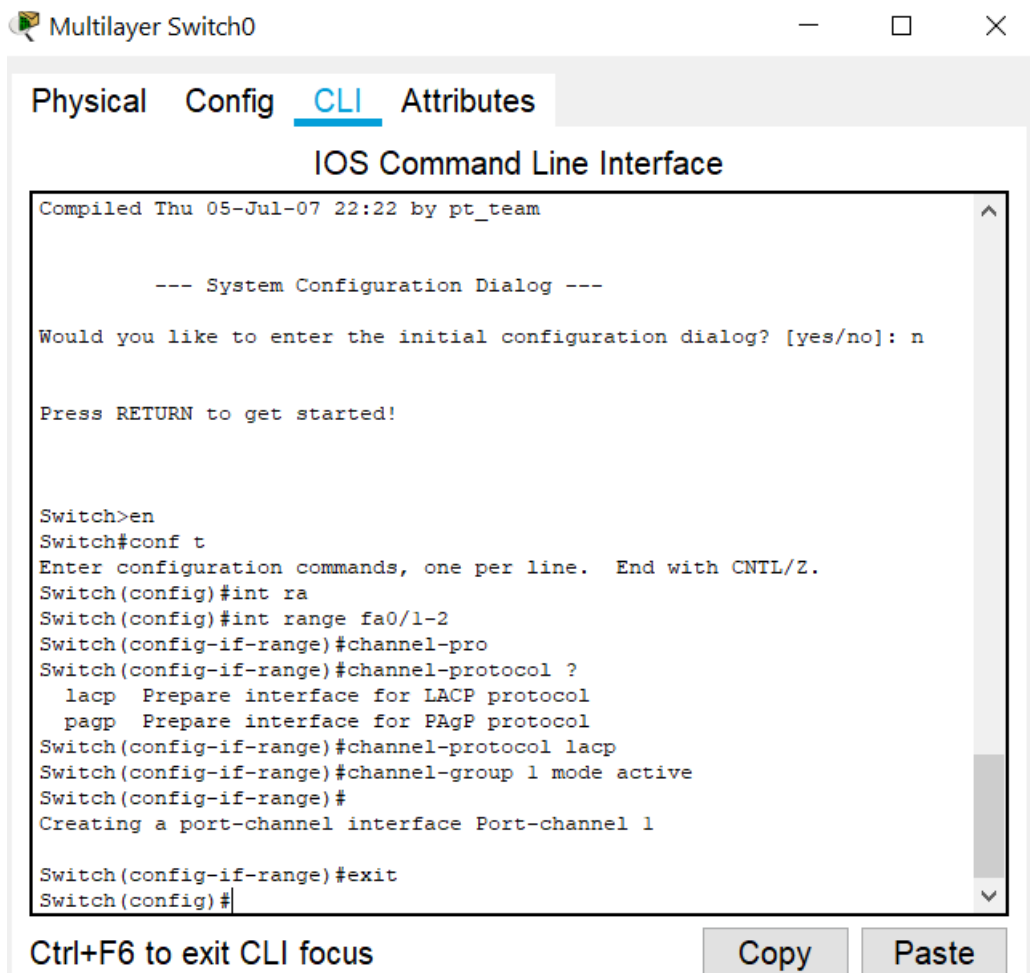 Multilayer Switch0
Physical Config CLI Attributes
IOS Command Line Interface
Compiled Thu 05-Jul-07 22:22 by pt_team
--- System Configuration Dialog ---
Would you like to enter the initial configuration dialog? [yes/no]: n
Press RETURN to get started!
Switch>en
Switch#conf t
Enter configuration commands, one per line.  End with CNTL/Z.
Switch(config)#int ra
Switch(config)#int range fa0/1-2
Switch(config-if-range)#channel-pro
Switch(config-if-range)#channel-protocol ?
  lacp  Prepare interface for LACP protocol
  pagp  Prepare interface for PAgP protocol
Switch(config-if-range)#channel-protocol lacp
Switch(config-if-range)#channel-group 1 mode active
Switch(config-if-range)#
Creating a port-channel interface Port-channel 1
Switch(config-if-range)#exit
Switch(config)#
Ctrl+F6 to exit CLI focus Copy Paste